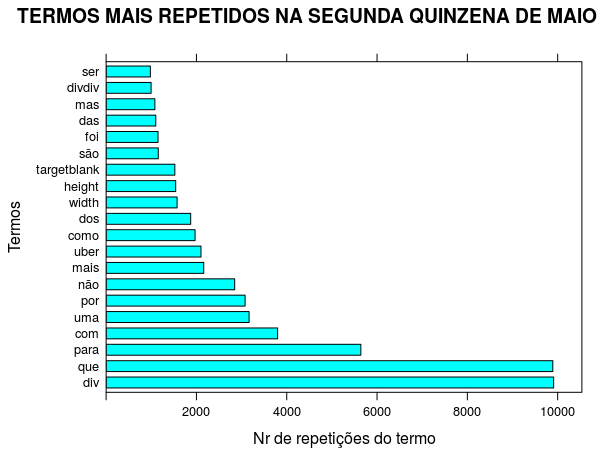 TERMOS MAIS REPETIDOS NA SEGUNDA QUINZENA DE MAIO
ser
divdiv
mas
das
foi
são
targetblank
height
width
dos
como
uber
mais
não
por
uma
com
para
que
div
Termos
2000 4000 6000 8000 10000
Nr de repetições do termo